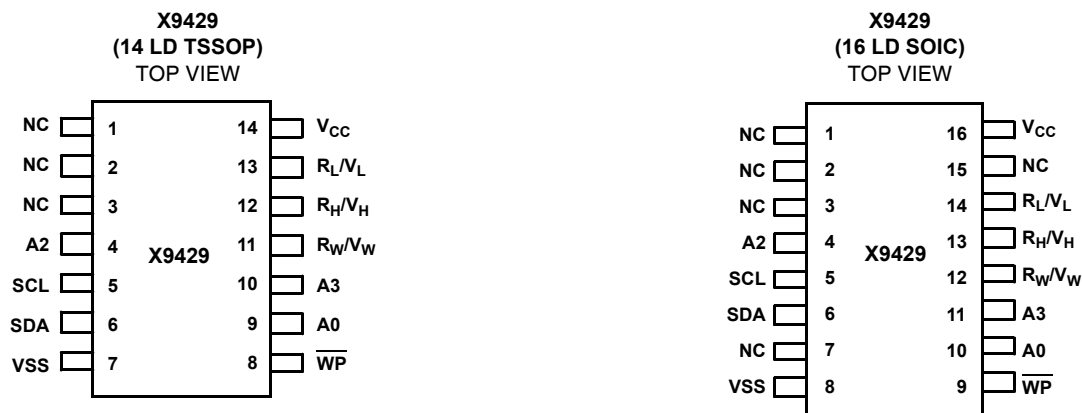 X9429
(14 LD TSSOP)
TOP VIEW
NC 1 14 VCC
NC 2 13 RL/VL
NC 3 12 RH/VH
A2 4 11 RW/VW
X9429
SCL 5 10 A3
SDA 6 9 A0
VSS 7 8 W̅P̅
X9429
(16 LD SOIC)
TOP VIEW
NC 1 16 VCC
NC 2 15 NC
NC 3 14 RL/VL
A2 4 13 RH/VH
X9429
SCL 5 12 RW/VW
SDA 6 11 A3
NC 7 10 A0
VSS 8 9 W̅P̅